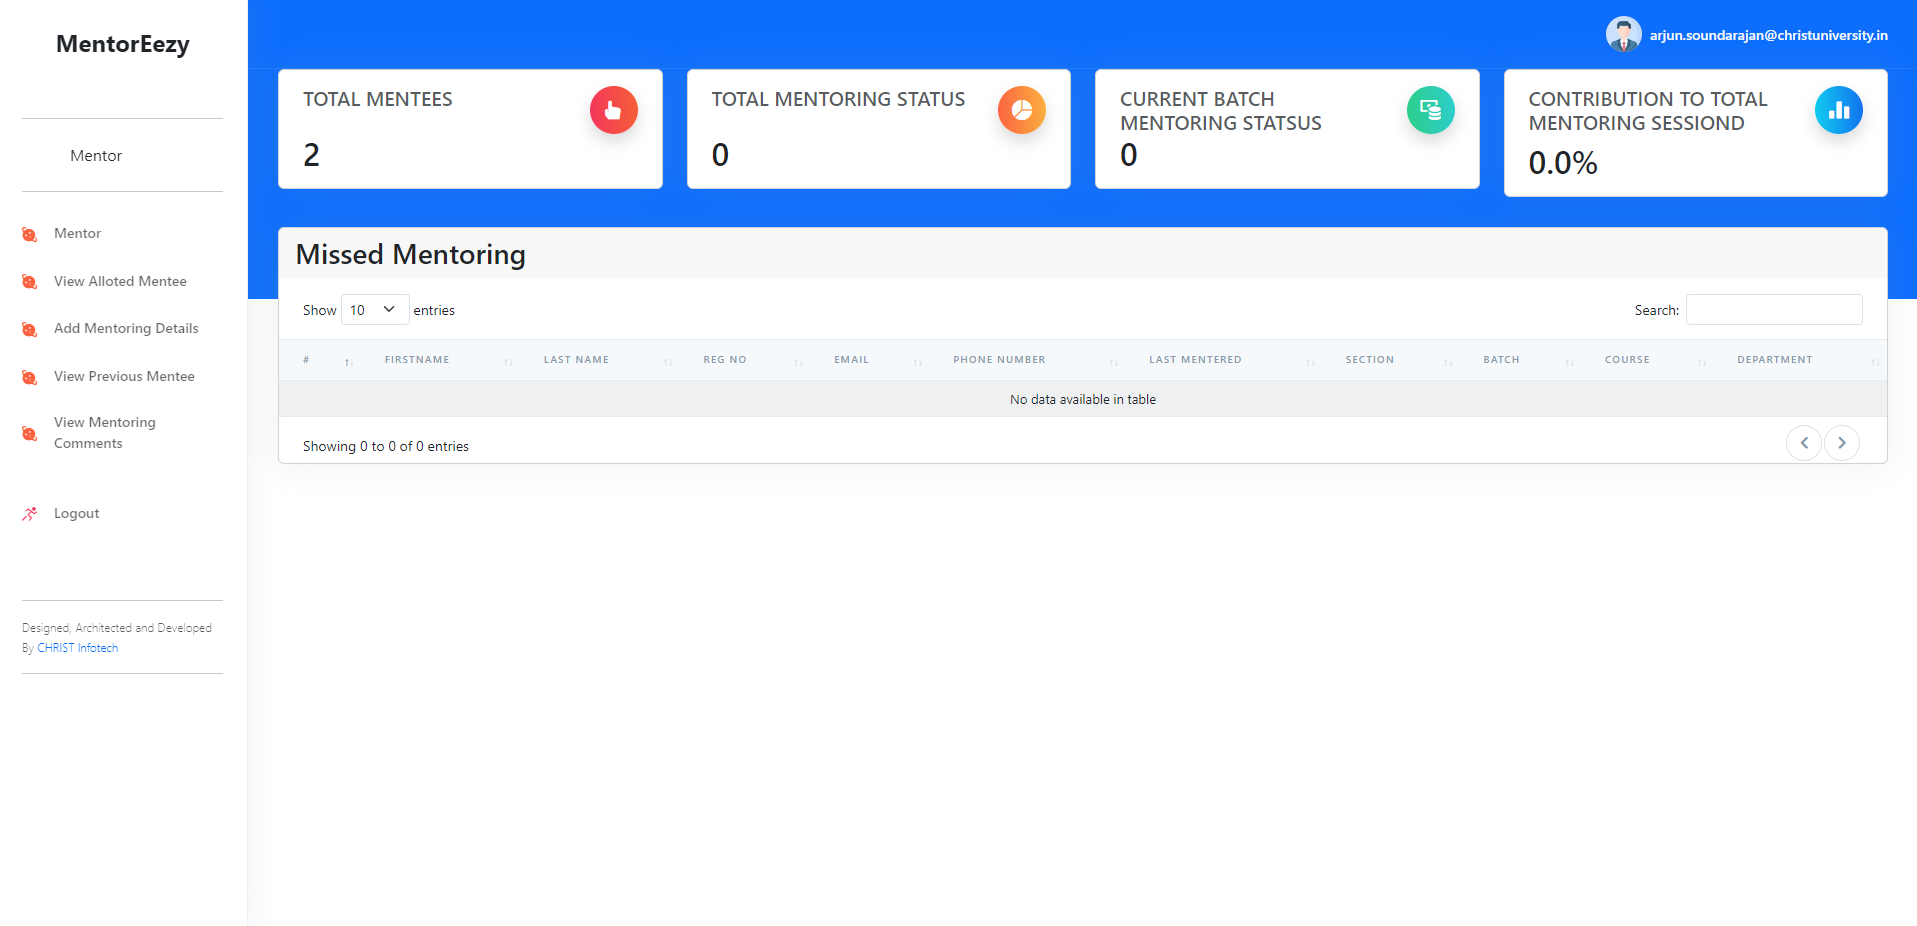 MentorEezy
Mentor
Mentor
View Alloted Mentee
Add Mentoring Details
View Previous Mentee
View Mentoring
Comments
Logout
Designed, Architected and Developed
By CHRIST Infotech
arjun.soundarajan@christuniversity.in
TOTAL MENTEES
2
TOTAL MENTORING STATUS
0
CURRENT BATCH
MENTORING STATSUS
0
CONTRIBUTION TO TOTAL
MENTORING SESSIOND
0.0%
Missed Mentoring
Show 10 entries
Search:
# FIRSTNAME LAST NAME REG NO EMAIL PHONE NUMBER LAST MENTERED SECTION BATCH COURSE DEPARTMENT
No data available in table
Showing 0 to 0 of 0 entries